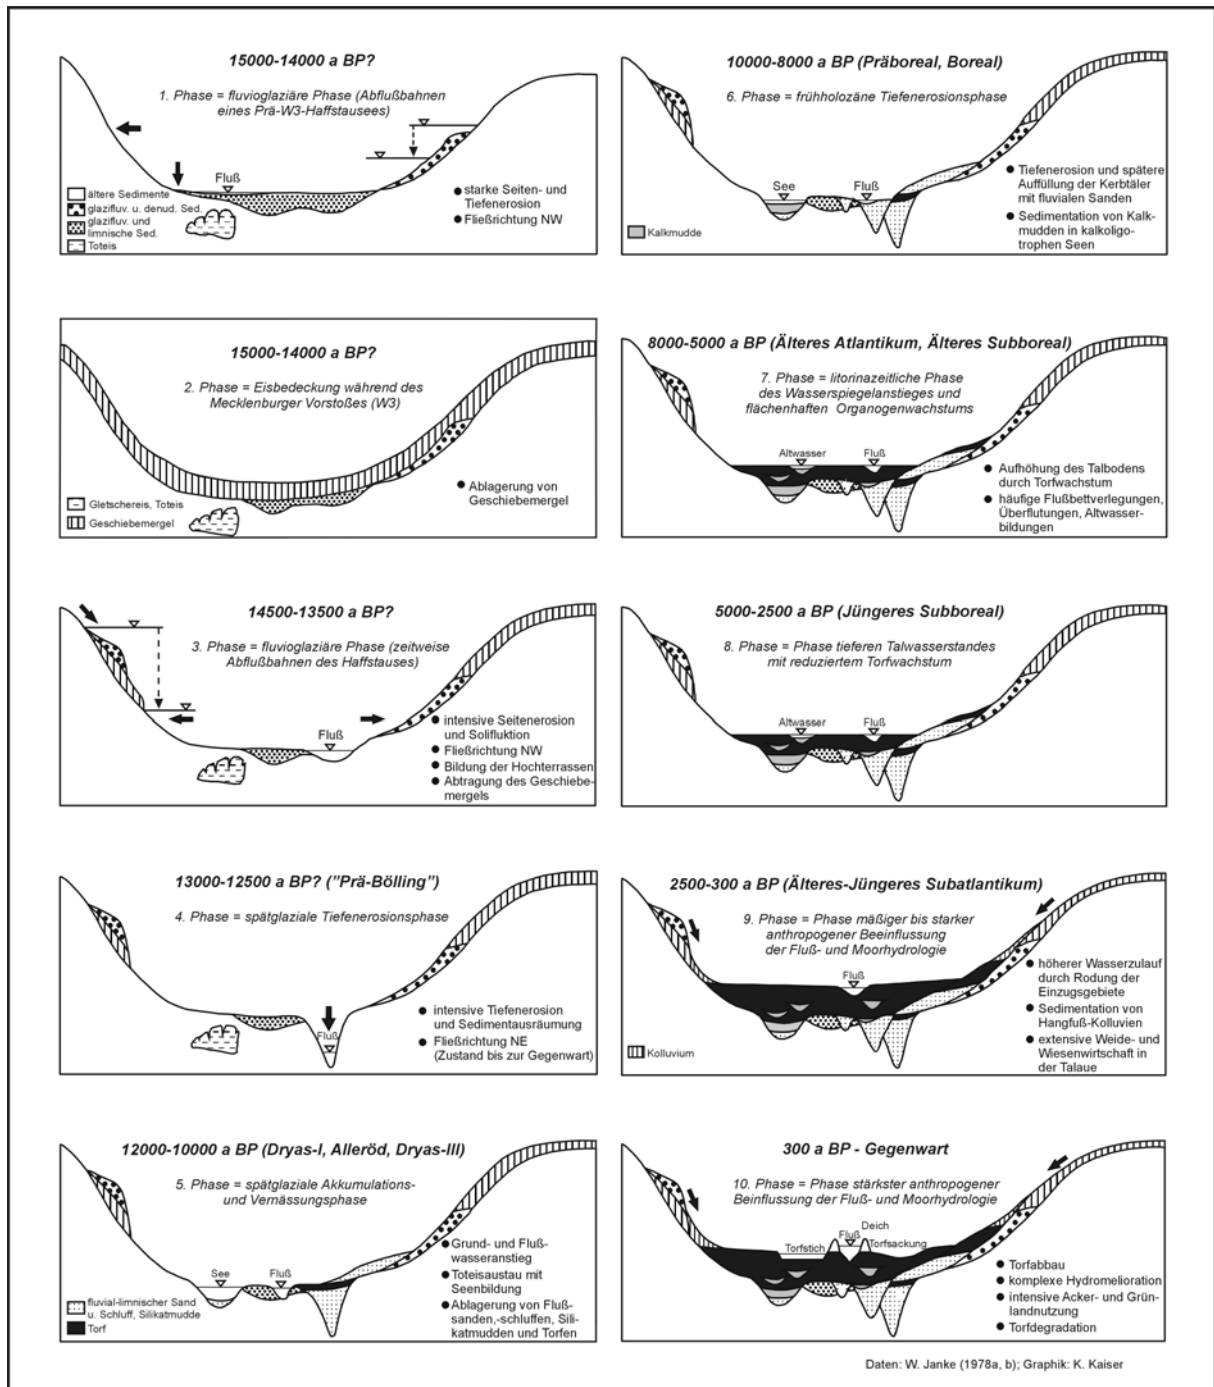 15000-14000 a BP?
1. Phase = fluvioglaziäre Phase (Abflußbahnen
eines Prä-W3-Haffstausees)
Fluß
ältere Sedimente
glazifluv. u. denud. Sed.
glazifluv. und
limnische Sed.
Toteis
starke Seiten- und
Tiefenerosion
Fließrichtung NW
15000-14000 a BP?
2. Phase = Eisbedeckung während des
Mecklenburger Vorstoßes (W3)
Ablagerung von
Geschiebemergel
Gletschereis, Toteis
Geschiebemergel
14500-13500 a BP?
3. Phase = fluvioglaziäre Phase (zeitweise
Abflußbahnen des Haffstaues)
Fluß
intensive Seitenerosion
und Solifluktion
Fließrichtung NW
Bildung der Hochterrassen
Abtragung des Geschiebe-
mergels
13000-12500 a BP? ("Prä-Bölling")
4. Phase = spätglaziale Tiefenerosionsphase
Fluß
intensive Tiefenerosion
und Sedimentausräumung
Fließrichtung NE
(Zustand bis zur Gegenwart)
12000-10000 a BP (Dryas-I, Alleröd, Dryas-III)
5. Phase = spätglaziale Akkumulations-
und Vernässungsphase
See
Fluß
fluvial-limnischer Sand
u. Schluff, Silikatmudde
Torf
Grund- und Fluß-
wasseranstieg
Toteisaustau mit
Seenbildung
Ablagerung von Fluß-
sanden,-schluffen, Sili-
katmudden und Torfen
10000-8000 a BP (Präboreal, Boreal)
6. Phase = frühholozäne Tiefenerosionsphase
See
Fluß
Kalkmudde
Tiefenerosion und spätere
Auffüllung der Kerbtäler
mit fluvialen Sanden
Sedimentation von Kalk-
mudden in kalkoligo-
trophen Seen
8000-5000 a BP (Älteres Atlantikum, Älteres Subboreal)
7. Phase = litorinazeitliche Phase
des Wasserspiegelanstieges und
flächenhaften Organogenwachstums
Altwasser
Fluß
Aufhöhung des Talbodens
durch Torfwachstum
häufige Flußbettverlegungen,
Überflutungen, Altwasser-
bildungen
5000-2500 a BP (Jüngeres Subboreal)
8. Phase = Phase tieferen Talwasserstandes
mit reduziertem Torfwachstum
Altwasser
Fluß
2500-300 a BP (Älteres-Jüngeres Subatlantikum)
9. Phase = Phase mäßiger bis starker
anthropogener Beeinflussung
der Fluß- und Moorhydrologie
Fluß
Kolluvium
höherer Wasserzulauf
durch Rodung der
Einzugsgebiete
Sedimentation von
Hangfuß-Kolluvien
extensive Weide- und
Wiesenwirtschaft in
der Talaue
300 a BP - Gegenwart
10. Phase = Phase stärkster anthropogener
Beinflussung der Fluß- und Moorhydrologie
Deich
Fluß
Torfstich
Torfsackung
Torfabbau
komplexe Hydromelioration
intensive Acker- und Grün-
landnutzung
Torfdegradation
Daten: W. Janke (1978a, b); Graphik: K. Kaiser